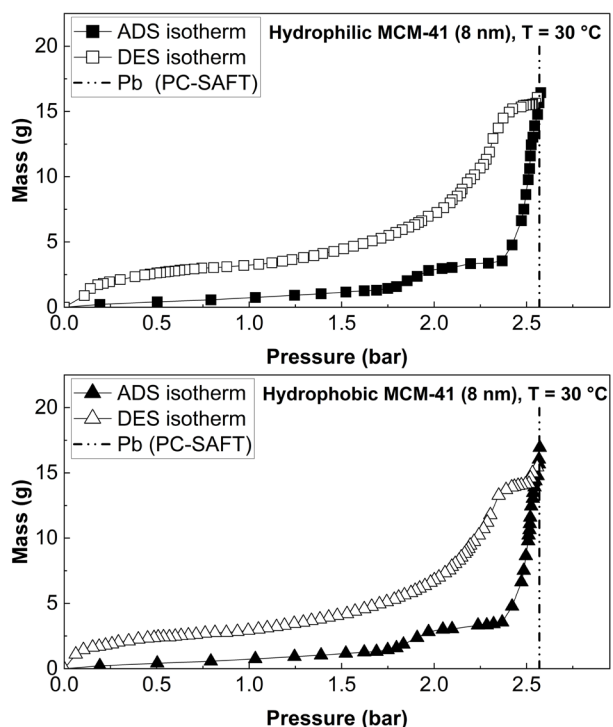 ADS isotherm
DES isotherm
Pb (PC-SAFT)
Hydrophilic MCM-41 (8 nm), T = 30 °C
Mass (g)
20
15
10
5
0
0.0 0.5 1.0 1.5 2.0 2.5
Pressure (bar)
ADS isotherm
DES isotherm
Pb (PC-SAFT)
Hydrophobic MCM-41 (8 nm), T = 30 °C
Mass (g)
20
15
10
5
0
0.0 0.5 1.0 1.5 2.0 2.5
Pressure (bar)